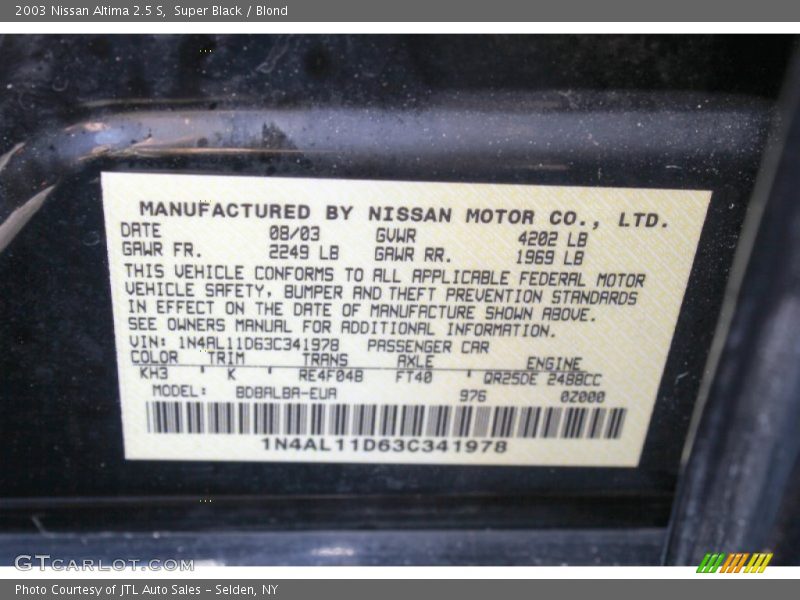 2003 Nissan Altima 2.5 S, Super Black / Blond
MANUFACTURED BY NISSAN MOTOR CO., LTD.
DATE 08/03 GVWR 4202 LB
GAWR FR. 2249 LB GAWR RR. 1969 LB
THIS VEHICLE CONFORMS TO ALL APPLICABLE FEDERAL MOTOR
VEHICLE SAFETY, BUMPER AND THEFT PREVENTION STANDARDS
IN EFFECT ON THE DATE OF MANUFACTURE SHOWN ABOVE.
SEE OWNERS MANUAL FOR ADDITIONAL INFORMATION.
VIN: 1N4AL11D63C341978 PASSENGER CAR
COLOR TRIM TRANS AXLE ENGINE
KH3 K RE4F04B FT40 QR25DE 2488CC
MODEL: BDBALBA-EUA 976 0Z000
1N4AL11D63C341978
GTCARLOT.COM
Photo Courtesy of JTL Auto Sales - Selden, NY